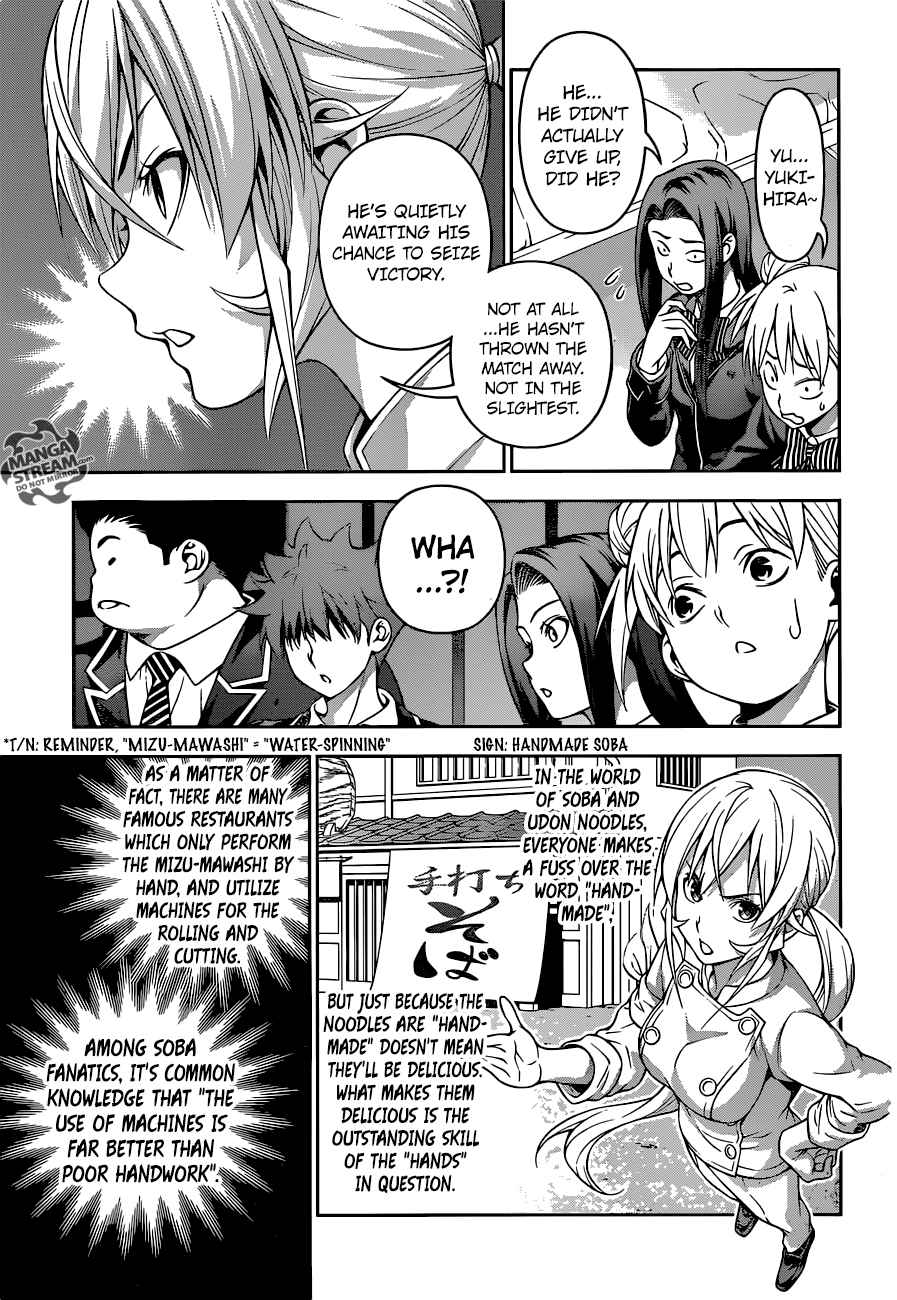 YU...
YUKI-
HIRA~
HE...
HE DIDN'T
ACTUALLY
GIVE UP,
DID HE?
NOT AT ALL
...HE HASN'T
THROWN THE
MATCH AWAY.
NOT IN THE
SLIGHTEST.
HE'S QUIETLY
AWAITING HIS
CHANCE TO SEIZE
VICTORY.
MANGA
STREAM.com
DO NOT MIRROR
WHA
...?!
*T/N: REMINDER, "MIZU-MAWASHI" = "WATER-SPINNING"
SIGN: HANDMADE SOBA
IN THE WORLD
OF SOBA AND
UDON NOODLES,
EVERYONE MAKES
A FUSS OVER THE
WORD, "HAND-
MADE",
手打ち
そば
BUT JUST BECAUSE THE
NOODLES ARE "HAND-
MADE" DOESN'T MEAN
THEY'LL BE DELICIOUS.
WHAT MAKES THEM
DELICIOUS IS THE
OUTSTANDING SKILL
OF THE "HANDS"
IN QUESTION.
AS A MATTER OF
FACT, THERE ARE MANY
FAMOUS RESTAURANTS
WHICH ONLY PERFORM
THE MIZU-MAWASHI BY
HAND, AND UTILIZE
MACHINES FOR THE
ROLLING AND
CUTTING.
AMONG SOBA
FANATICS, IT'S COMMON
KNOWLEDGE THAT "THE
USE OF MACHINES IS
FAR BETTER THAN
POOR HANDWORK".